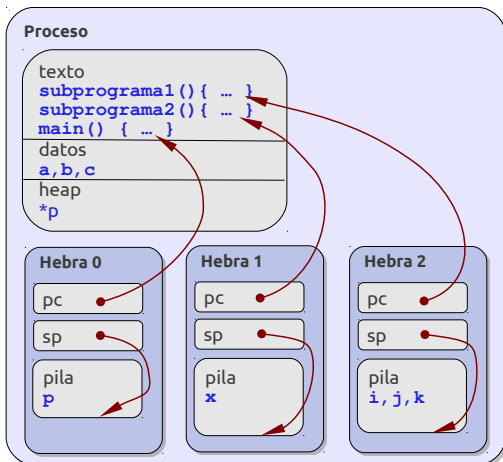 Proceso
texto
subprograma1(){ … }
subprograma2(){ … }
main() { … }
datos
a,b,c
heap
*p
Hebra 0
pc
sp
pila
p
Hebra 1
pc
sp
pila
x
Hebra 2
pc
sp
pila
i,j,k